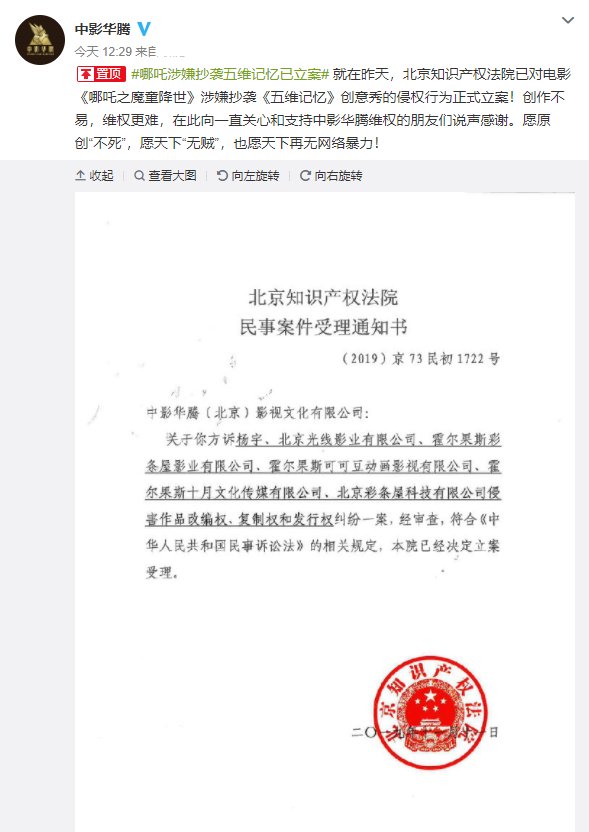 中影华腾
中影华腾 V
今天 12:29 来自
置顶 #哪吒涉嫌抄袭五维记忆已立案# 就在昨天，北京知识产权法院已对电影
《哪吒之魔童降世》涉嫌抄袭《五维记忆》创意秀的侵权行为正式立案！创作不
易，维权更难，在此向一直关心和支持中影华腾维权的朋友们说声感谢。愿原
创“不死”，愿天下“无贼”，也愿天下再无网络暴力！
收起 查看大图 向左旋转 向右旋转
北京知识产权法院
民事案件受理通知书
（2019）京 73 民初 1722 号
中影华腾（北京）影视文化有限公司：
关于你方诉杨宇、北京光线影业有限公司、霍尔果斯彩
条屋影业有限公司、霍尔果斯可可豆动画影视有限公司、霍
尔果斯十月文化传媒有限公司、北京彩条屋科技有限公司侵
害作品改编权、复制权和发行权纠纷一案，经审查，符合《中
华人民共和国民事诉讼法》的相关规定，本院已经决定立案
受理。
北京知识产权法院
二〇一九年十一月十一日